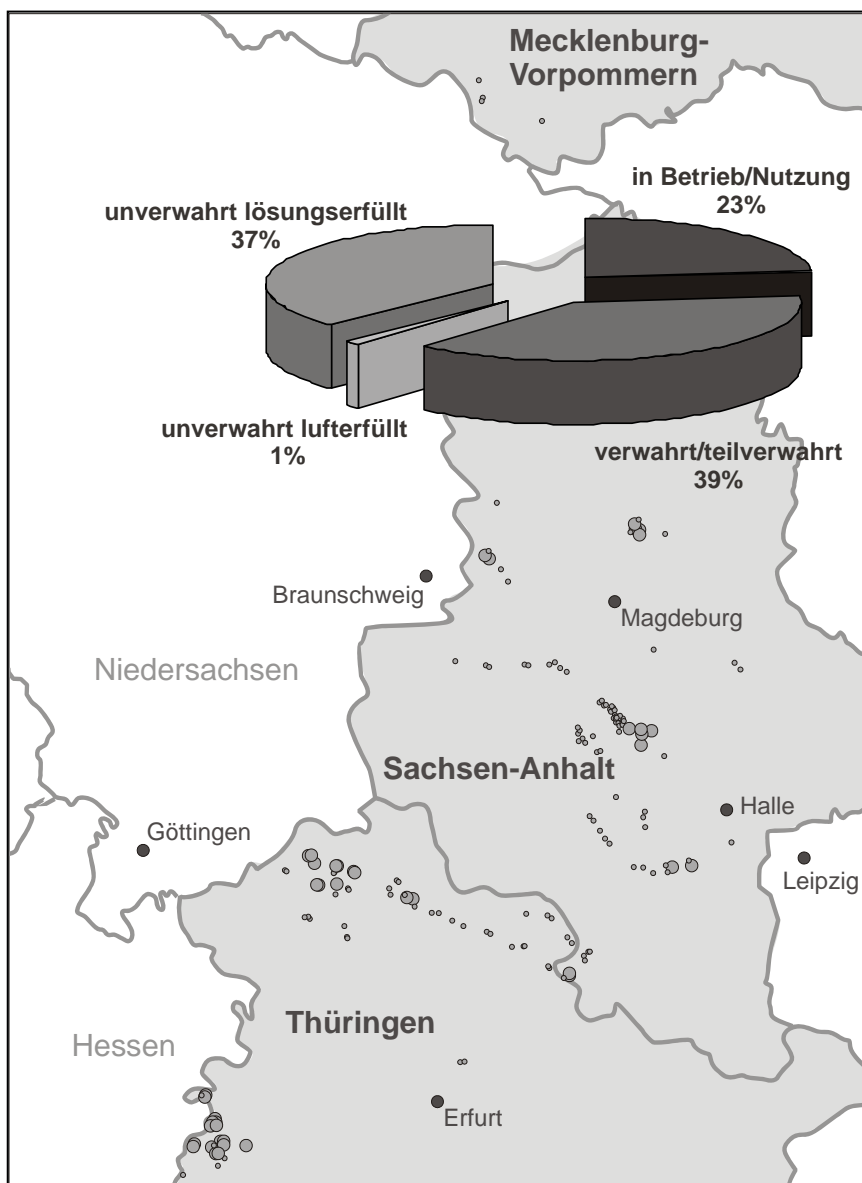 Mecklenburg-
Vorpommern
in Betrieb/Nutzung
23%
unverwahrt lösungserfüllt
37%
unverwahrt lufterfüllt
1%
verwahrt/teilverwahrt
39%
Braunschweig
Magdeburg
Niedersachsen
Sachsen-Anhalt
Halle
Göttingen
Leipzig
Thüringen
Hessen
Erfurt